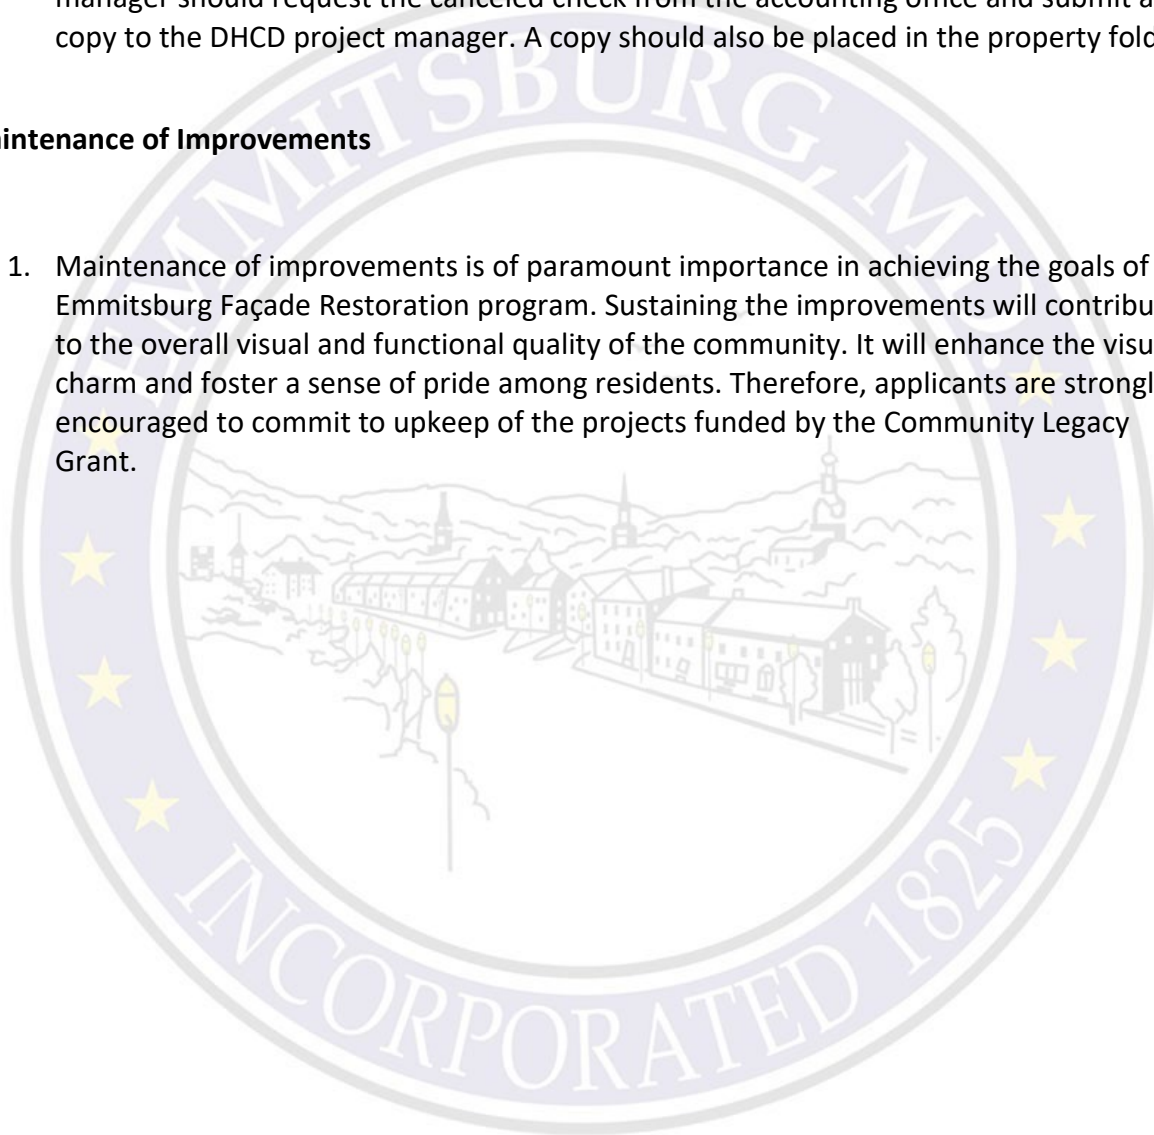 manager should request the canceled check from the accounting office and submit a
copy to the DHCD project manager. A copy should also be placed in the property fold
intenance of Improvements
1. Maintenance of improvements is of paramount importance in achieving the goals of
Emmitsburg Façade Restoration program. Sustaining the improvements will contribu
to the overall visual and functional quality of the community. It will enhance the visu
charm and foster a sense of pride among residents. Therefore, applicants are strongl
encouraged to commit to upkeep of the projects funded by the Community Legacy
Grant.
EMMITSBURG, MD.
INCORPORATED 1825